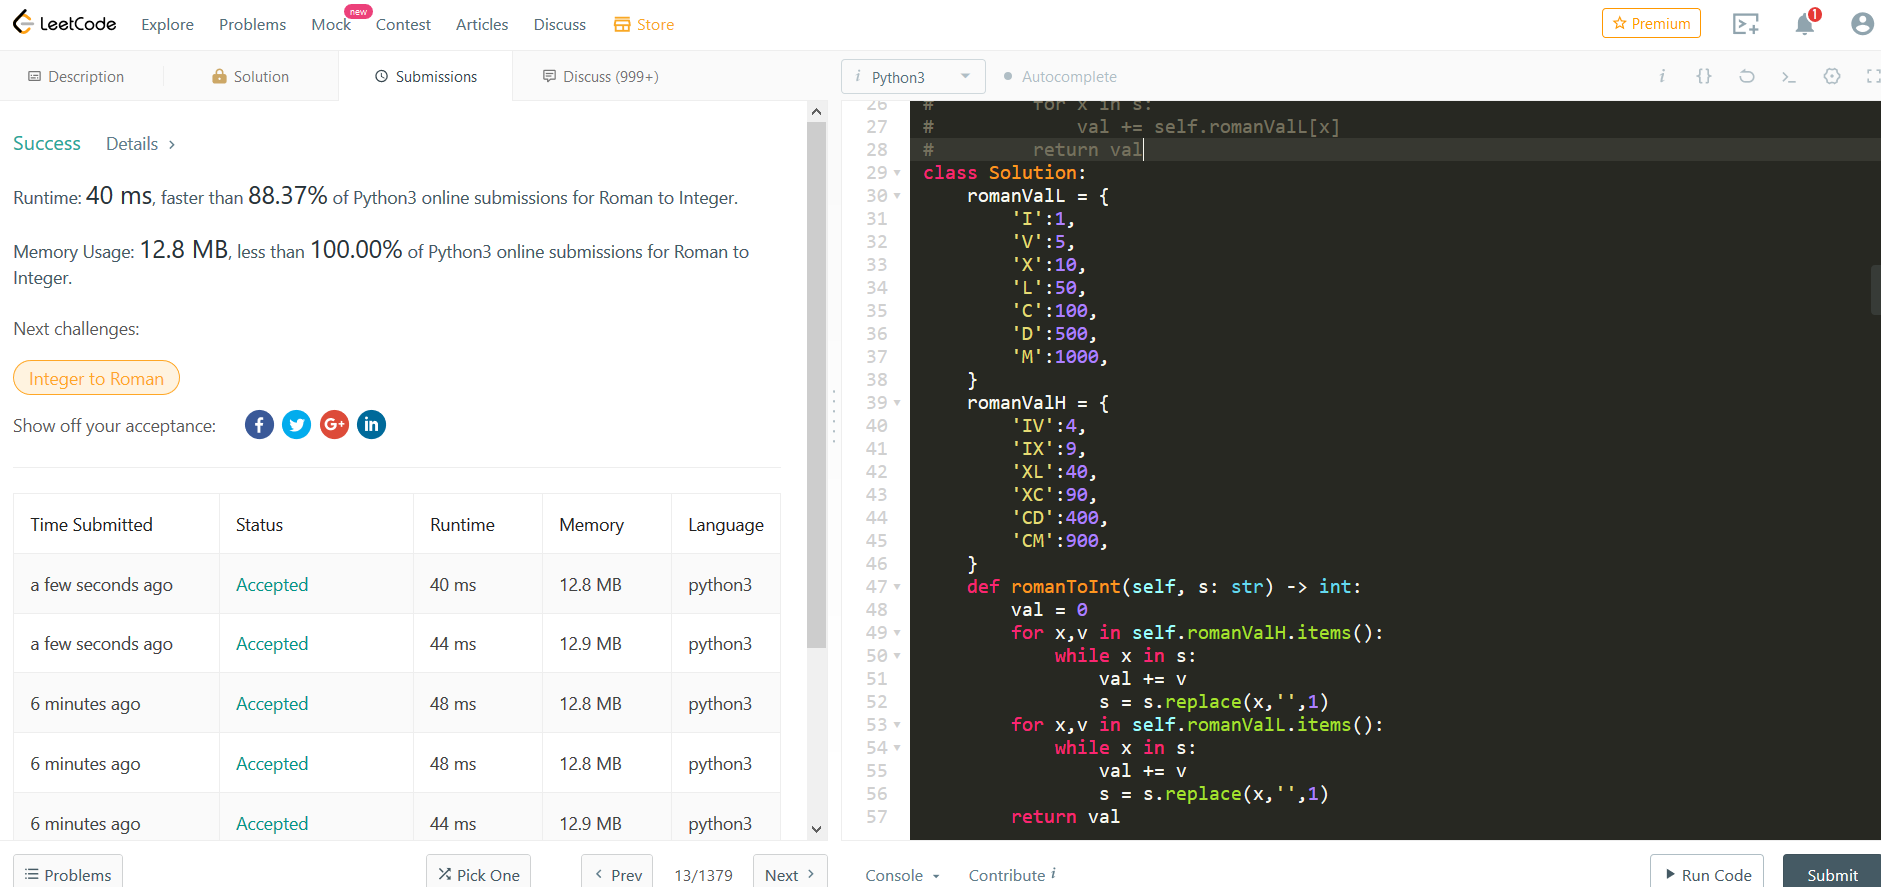 LeetCode Explore Problems Mock new Contest Articles Discuss Store Premium 1
Description Solution Submissions Discuss (999+)
Success Details >
Runtime: 40 ms, faster than 88.37% of Python3 online submissions for Roman to Integer.
Memory Usage: 12.8 MB, less than 100.00% of Python3 online submissions for Roman to
Integer.
Next challenges:
Integer to Roman
Show off your acceptance: f G+ in
Time Submitted Status Runtime Memory Language
a few seconds ago Accepted 40 ms 12.8 MB python3
a few seconds ago Accepted 44 ms 12.9 MB python3
6 minutes ago Accepted 48 ms 12.8 MB python3
6 minutes ago Accepted 48 ms 12.8 MB python3
6 minutes ago Accepted 44 ms 12.9 MB python3
Problems Pick One < Prev 13/1379 Next >
i Python3 Autocomplete i {} >_
26 #         for x in s:
27 #             val += self.romanValL[x]
28 #         return val
29 class Solution:
30     romanValL = {
31         'I':1,
32         'V':5,
33         'X':10,
34         'L':50,
35         'C':100,
36         'D':500,
37         'M':1000,
38     }
39     romanValH = {
40         'IV':4,
41         'IX':9,
42         'XL':40,
43         'XC':90,
44         'CD':400,
45         'CM':900,
46     }
47     def romanToInt(self, s: str) -> int:
48         val = 0
49         for x,v in self.romanValH.items():
50             while x in s:
51                 val += v
52                 s = s.replace(x,'',1)
53         for x,v in self.romanValL.items():
54             while x in s:
55                 val += v
56                 s = s.replace(x,'',1)
57         return val
Console Contribute i Run Code Submit